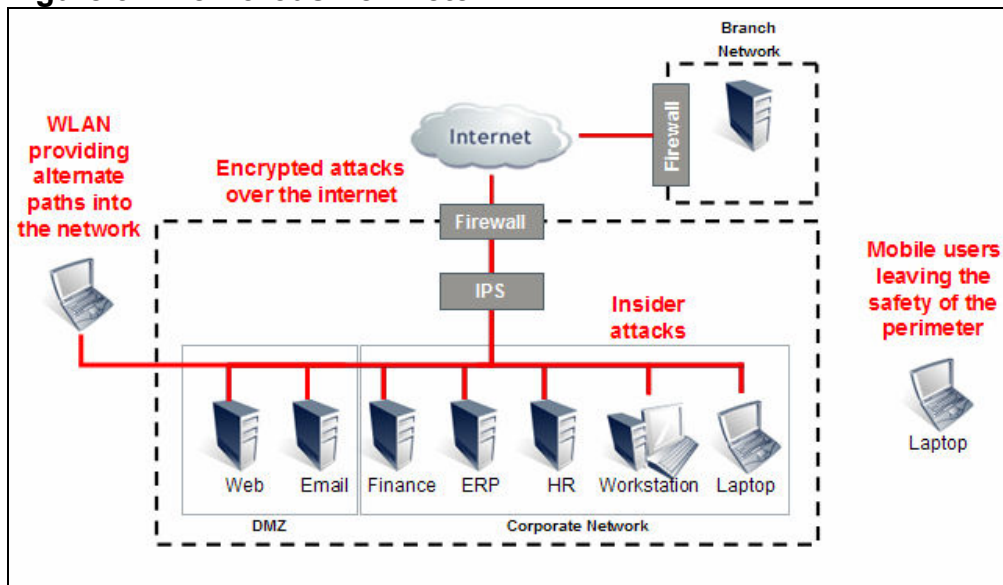 Branch
Network
Firewall
Internet
WLAN
providing
alternate
paths into
the network
Encrypted attacks
over the internet
Firewall
IPS
Insider
attacks
Mobile users
leaving the
safety of the
perimeter
Laptop
Web Email Finance ERP HR Workstation Laptop
DMZ Corporate Network